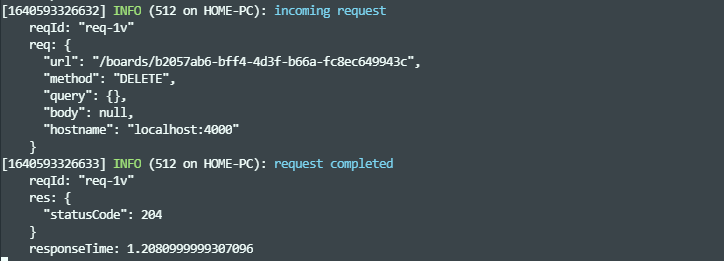 [1640593326632] INFO (512 on HOME-PC): incoming request
reqId: "req-1v"
req: {
"url": "/boards/b2057ab6-bff4-4d3f-b66a-fc8ec649943c",
"method": "DELETE",
"query": {},
"body": null,
"hostname": "localhost:4000"
}
[1640593326633] INFO (512 on HOME-PC): request completed
reqId: "req-1v"
res: {
"statusCode": 204
}
responseTime: 1.2080999999307096